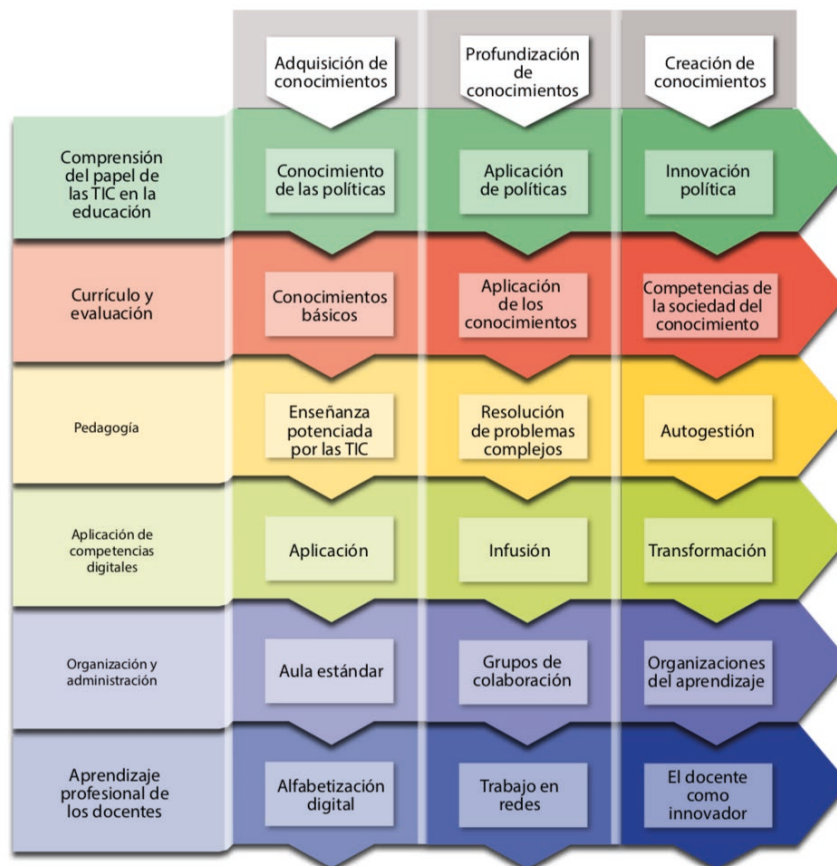 Adquisición de
conocimientos
Profundización
de
conocimientos
Creación de
conocimientos
Comprensión
del papel de
las TIC en la
educación
Conocimiento
de las políticas
Aplicación
de políticas
Innovación
política
Currículo y
evaluación
Conocimientos
básicos
Aplicación
de los
conocimientos
Competencias de
la sociedad del
conocimiento
Pedagogía
Enseñanza
potenciada
por las TIC
Resolución
de problemas
complejos
Autogestión
Aplicación de
competencias
digitales
Aplicación
Infusión
Transformación
Organización y
administración
Aula estándar
Grupos de
colaboración
Organizaciones
del aprendizaje
Aprendizaje
profesional de
los docentes
Alfabetización
digital
Trabajo en
redes
El docente
como
innovador